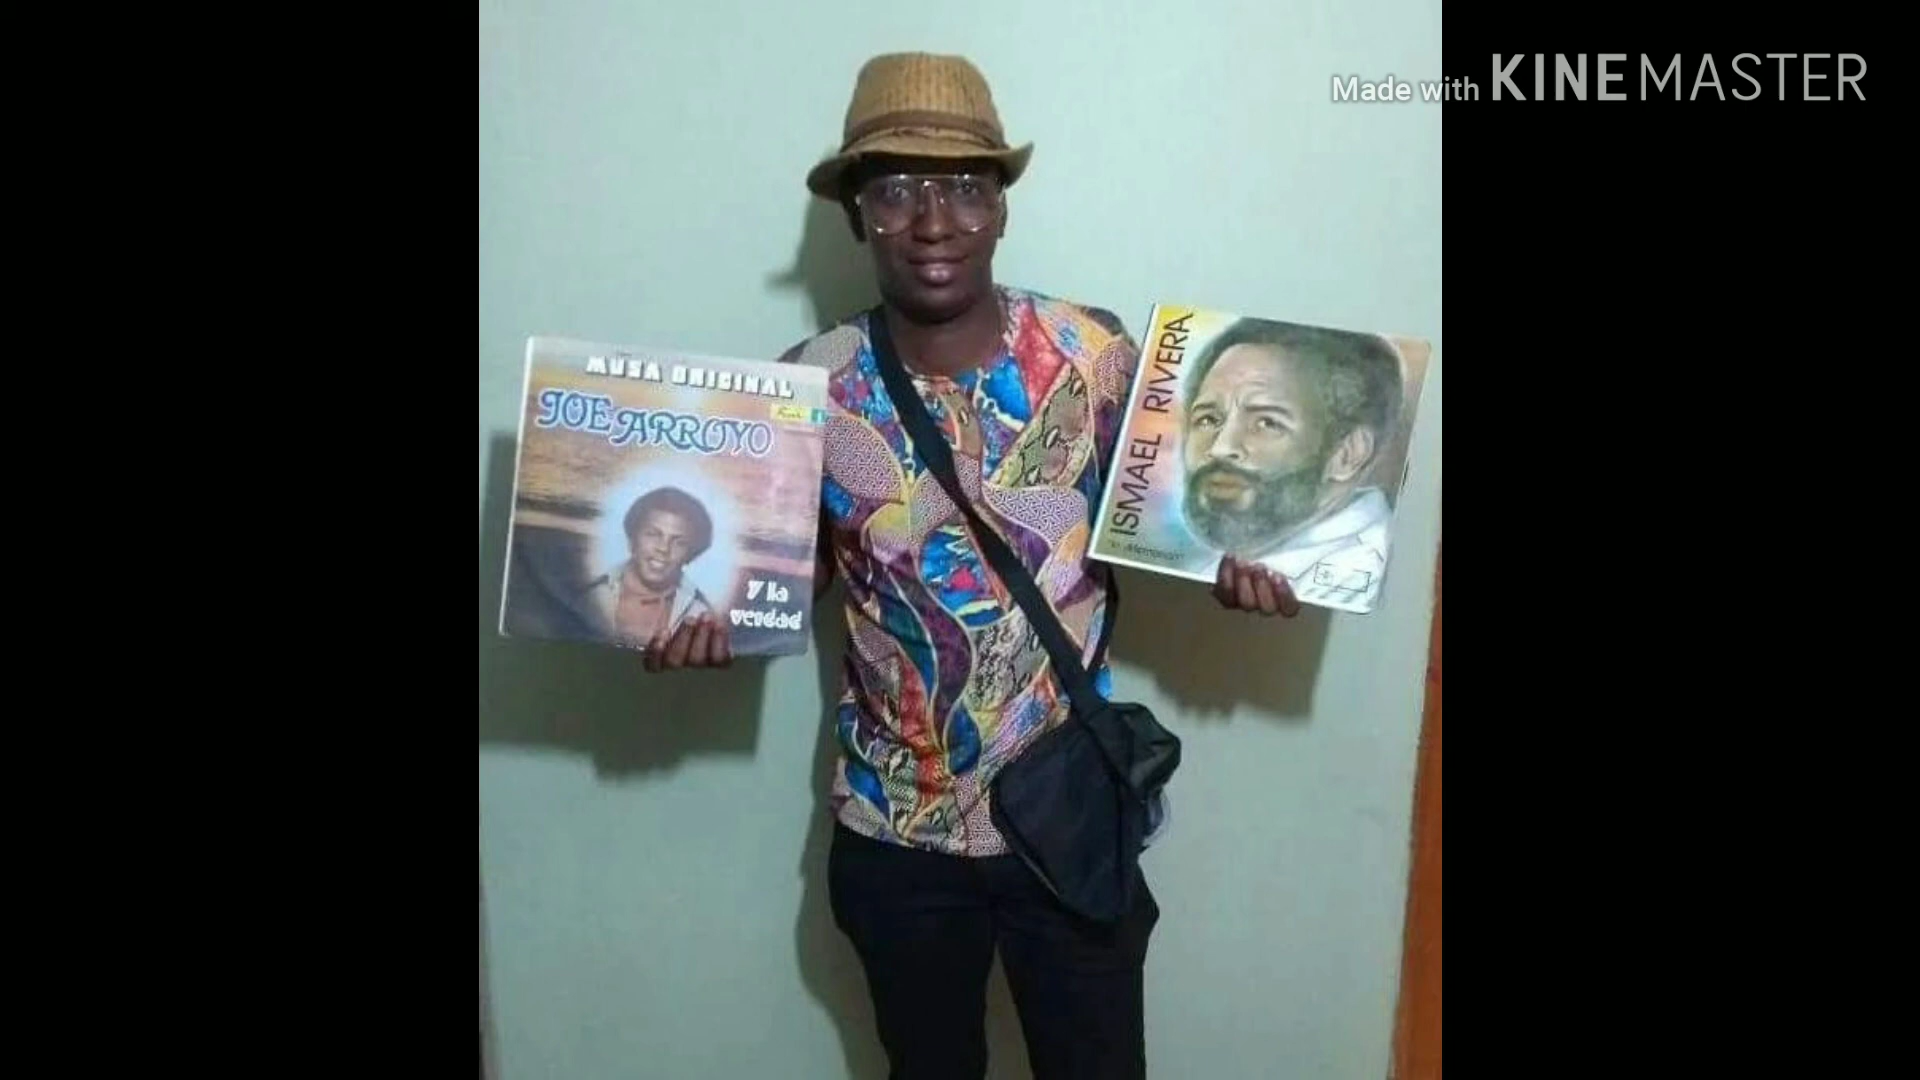 Made with KINEMASTER
MUSA ORIGINAL
JOE ARROYO
Y la
verdad
ISMAEL RIVERA